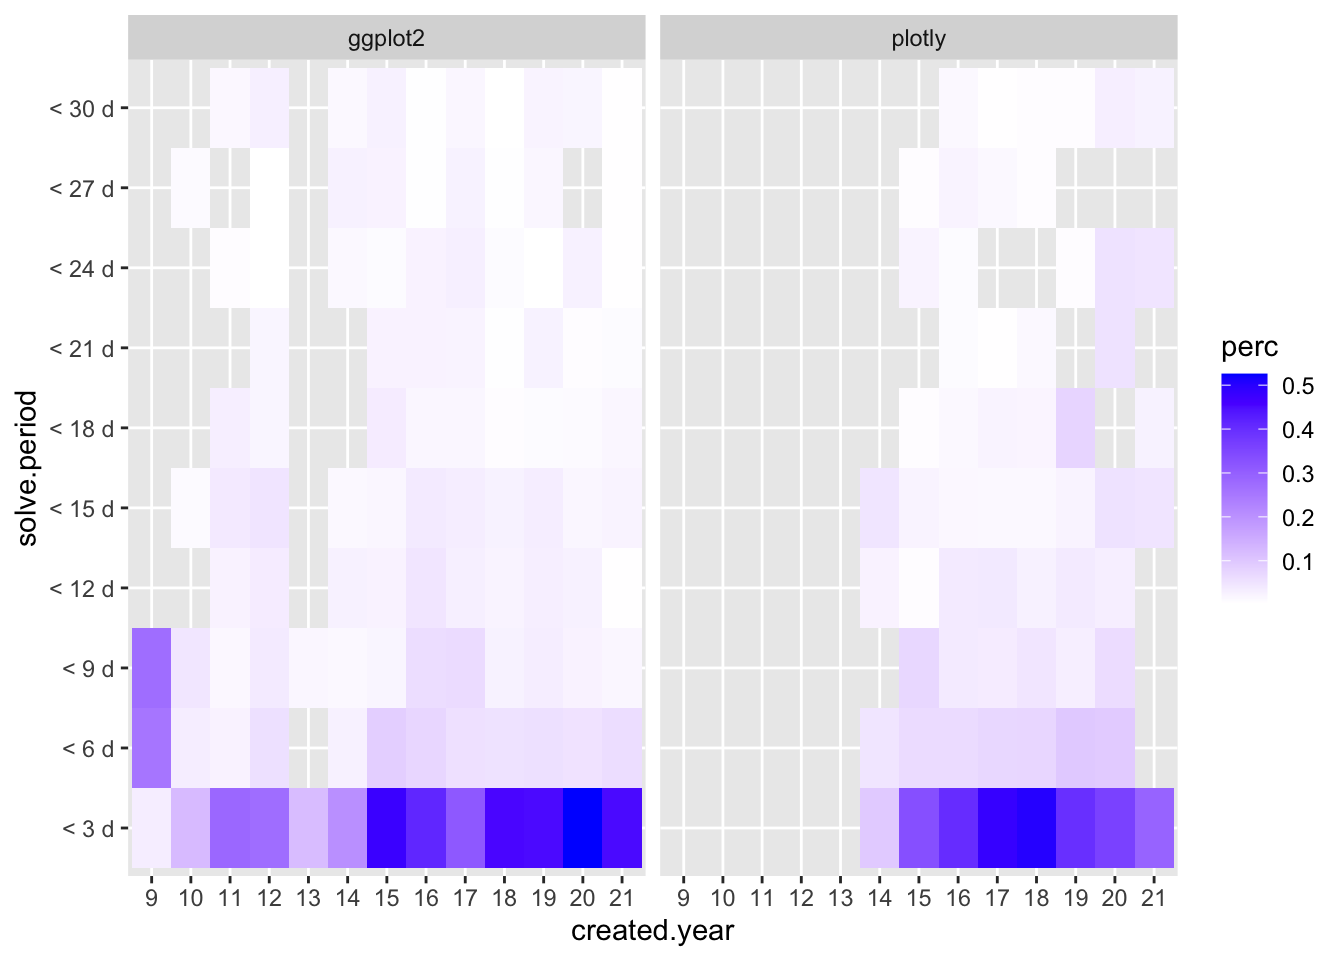 ggplot2 plotly
< 30 d
< 27 d
< 24 d
< 21 d
< 18 d
< 15 d
< 12 d
< 9 d
< 6 d
< 3 d
solve.period
9 10 11 12 13 14 15 16 17 18 19 20 21 9 10 11 12 13 14 15 16 17 18 19 20 21
created.year
perc
0.5
0.4
0.3
0.2
0.1